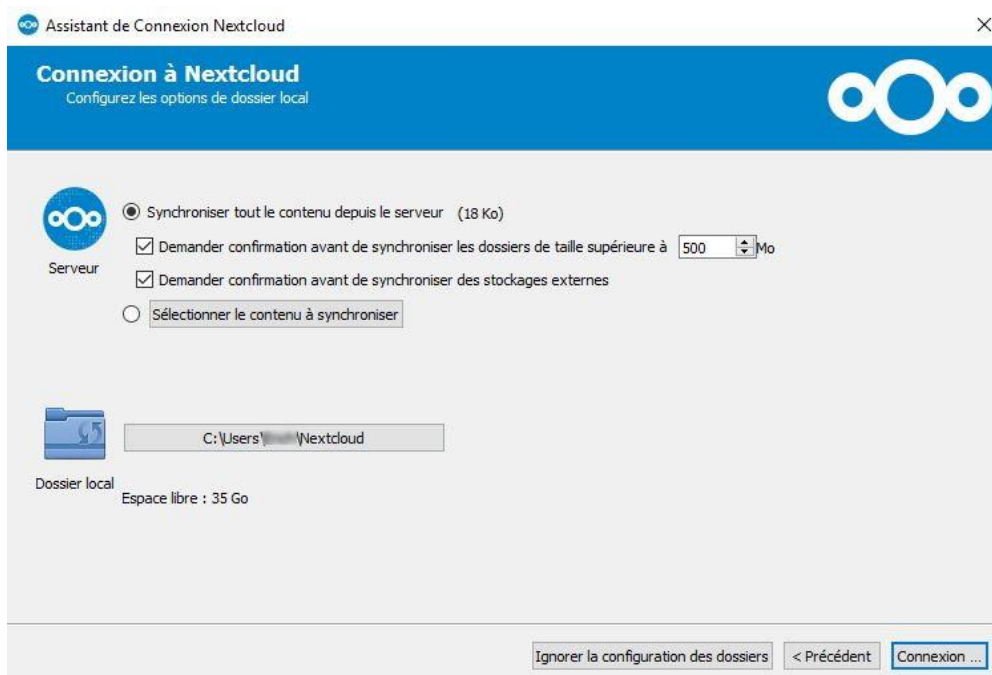 Assistant de Connexion Nextcloud
Connexion à Nextcloud
Configurez les options de dossier local
Serveur
Synchroniser tout le contenu depuis le serveur (18 Ko)
Demander confirmation avant de synchroniser les dossiers de taille supérieure à 500 Mo
Demander confirmation avant de synchroniser des stockages externes
Sélectionner le contenu à synchroniser
C:\Users\ \Nextcloud
Dossier local
Espace libre : 35 Go
Ignorer la configuration des dossiers
< Précédent
Connexion ...